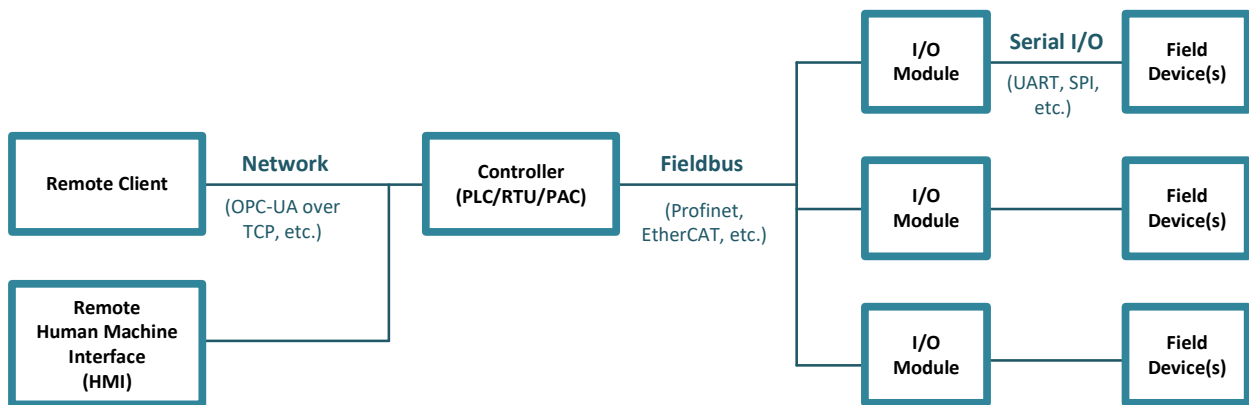 Remote Client
Network
(OPC-UA over
TCP, etc.)
Remote
Human Machine
Interface
(HMI)
Controller
(PLC/RTU/PAC)
Fieldbus
(Profinet,
EtherCAT, etc.)
I/O
Module
Serial I/O
(UART, SPI,
etc.)
Field
Device(s)
I/O
Module
Field
Device(s)
I/O
Module
Field
Device(s)